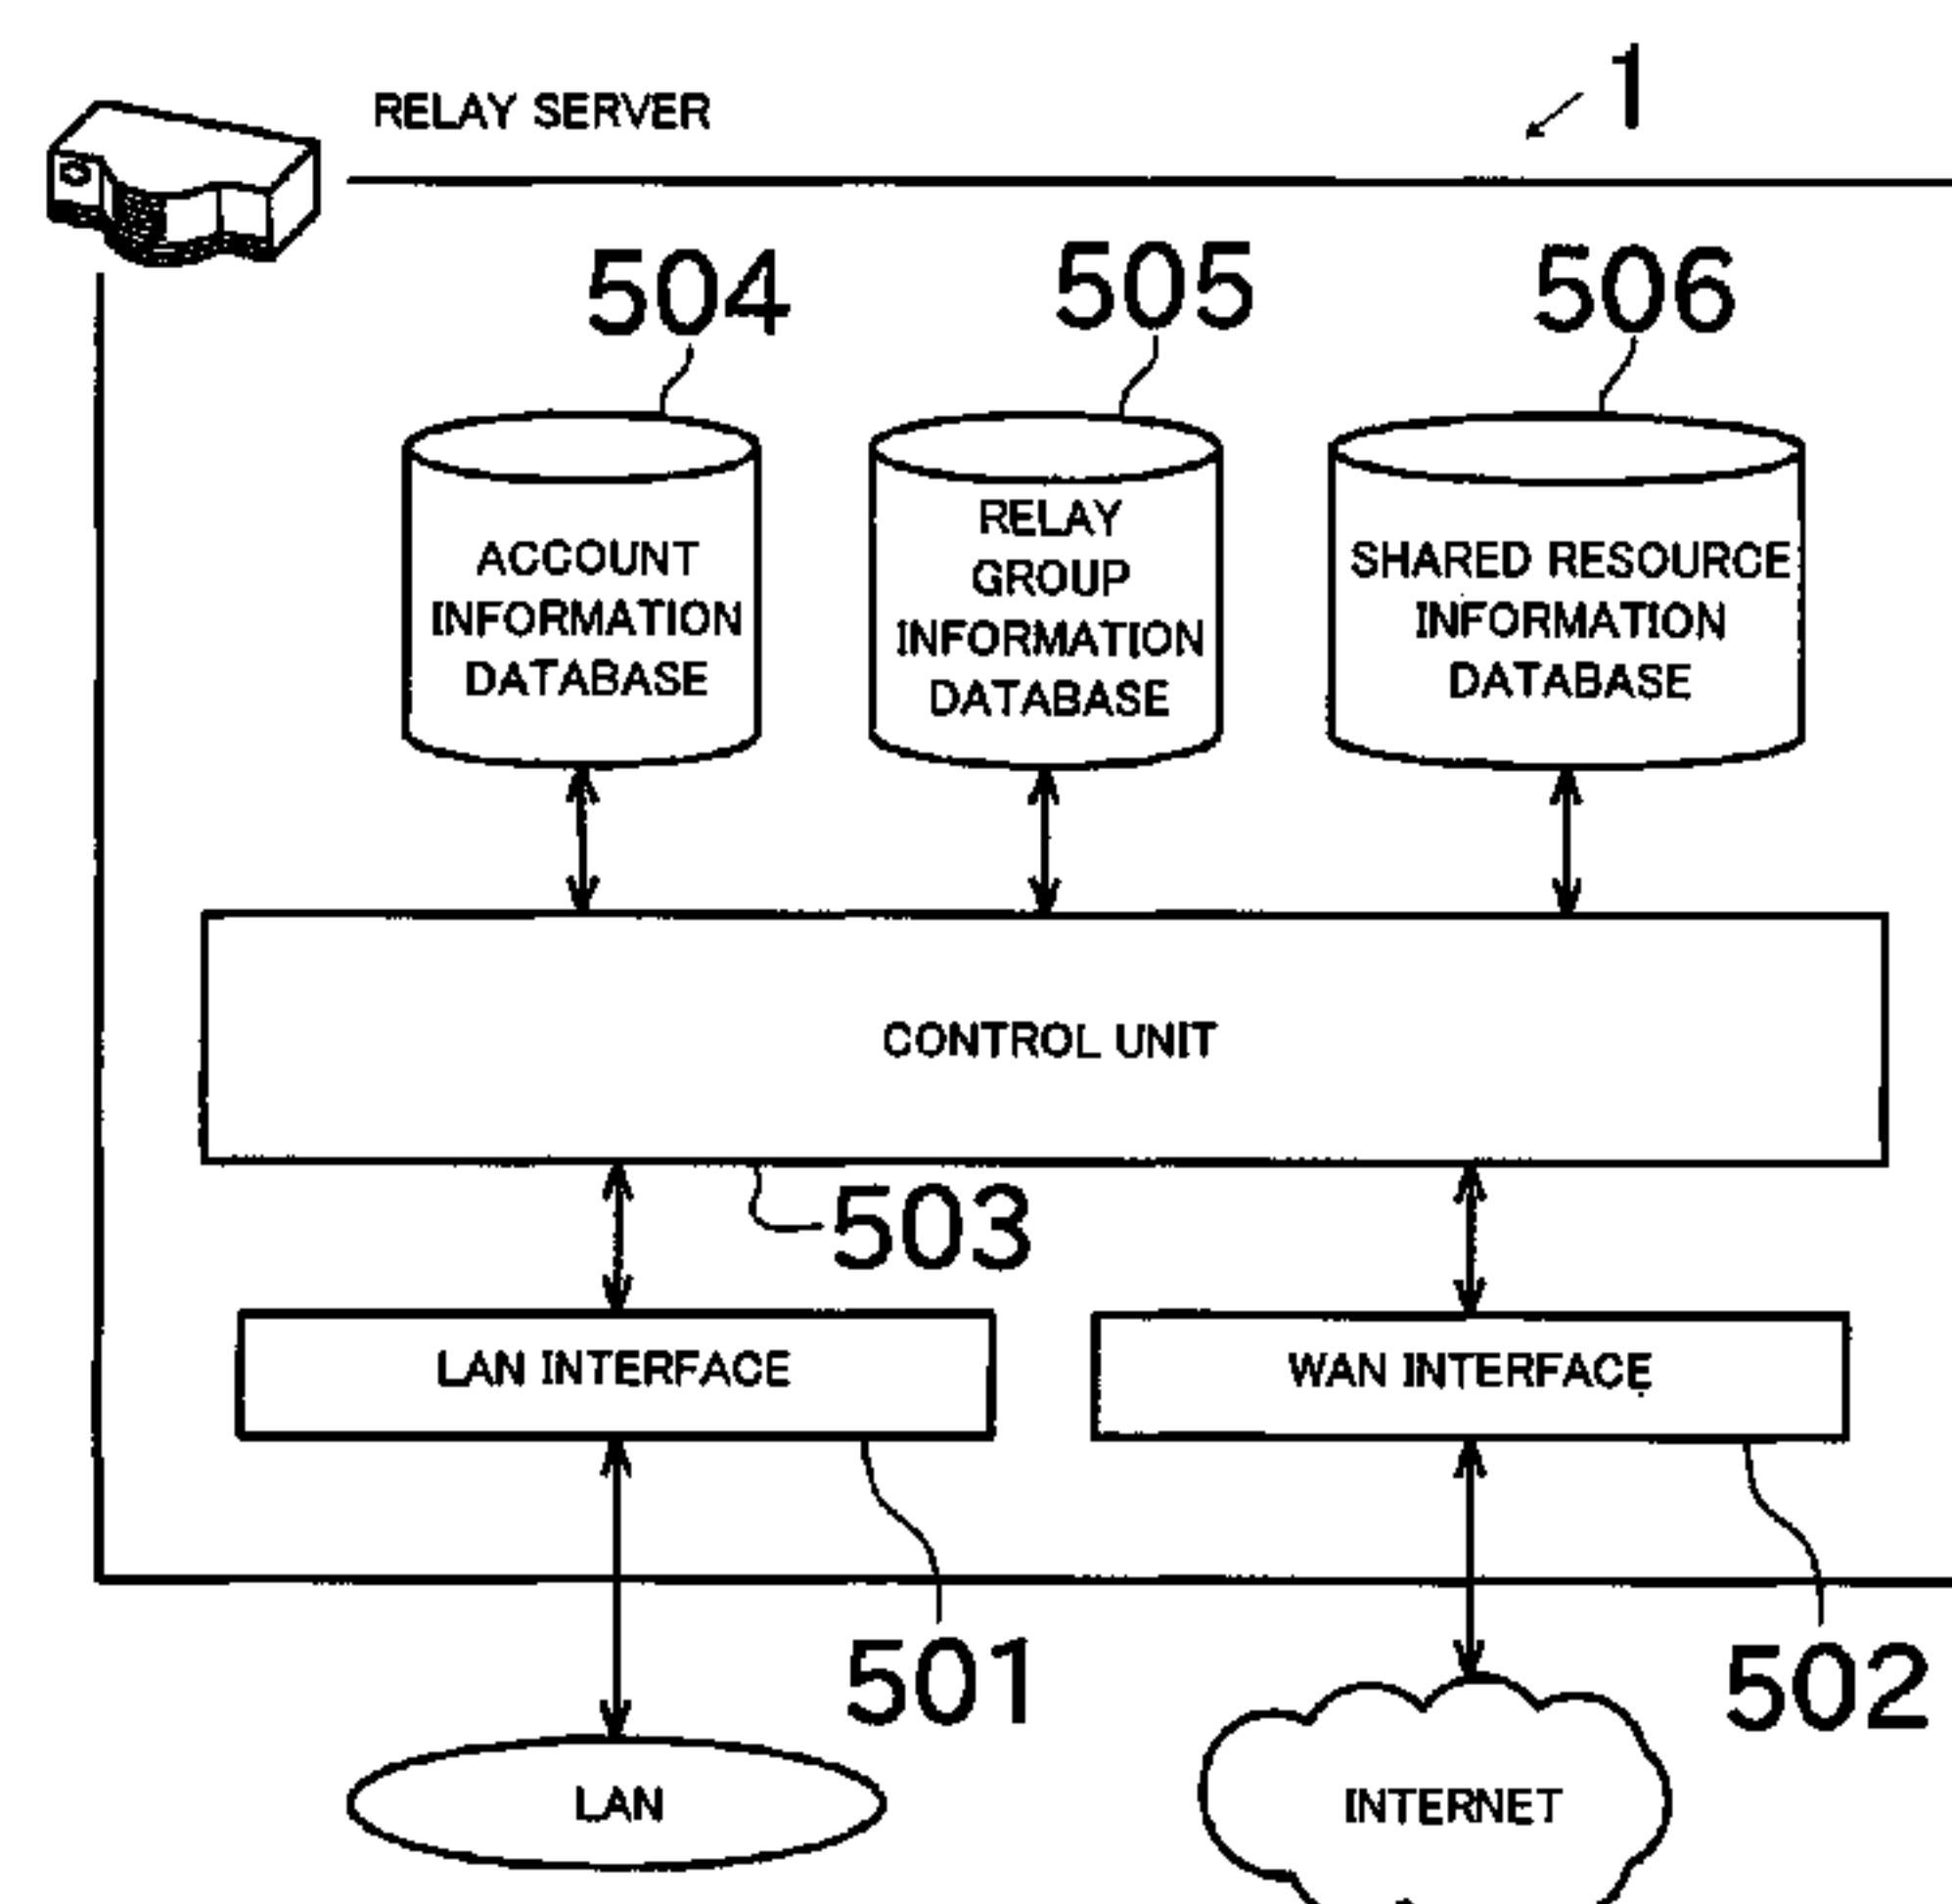 RELAY SERVER
1
504
505
506
ACCOUNT
INFORMATION
DATABASE
RELAY
GROUP
INFORMATION
DATABASE
SHARED RESOURCE
INFORMATION
DATABASE
CONTROL UNIT
503
LAN INTERFACE
WAN INTERFACE
501
502
LAN
INTERNET